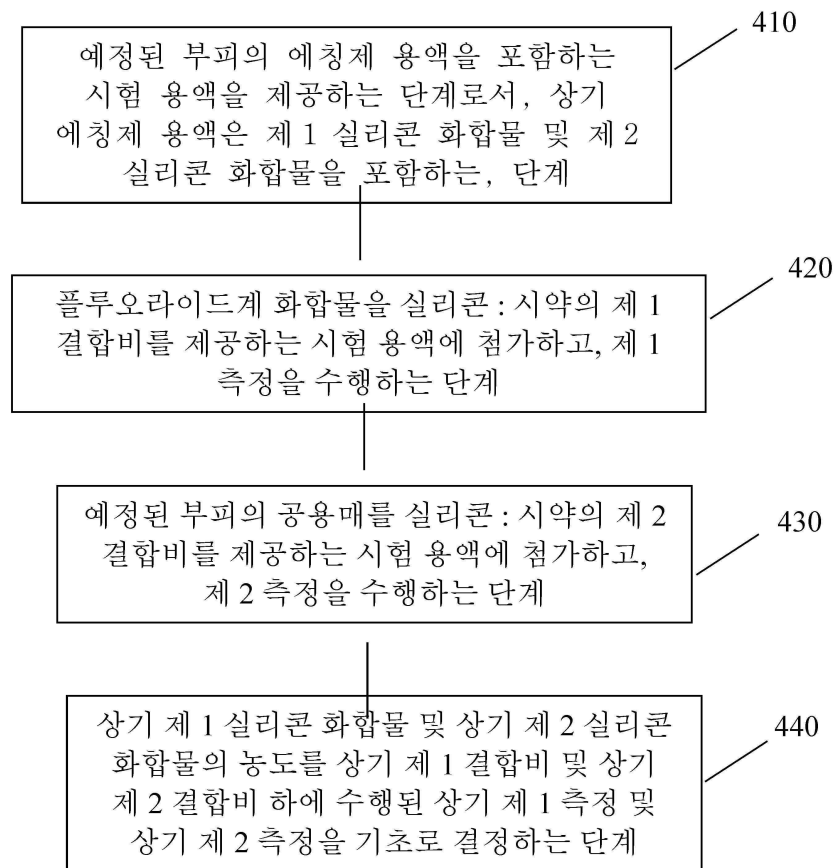 410
예정된 부피의 에칭제 용액을 포함하는
시험 용액을 제공하는 단계로서, 상기
에칭제 용액은 제 1 실리콘 화합물 및 제 2
실리콘 화합물을 포함하는, 단계
420
플루오라이드계 화합물을 실리콘 : 시약의 제 1
결합비를 제공하는 시험 용액에 첨가하고, 제 1
측정을 수행하는 단계
430
예정된 부피의 공용매를 실리콘 : 시약의 제 2
결합비를 제공하는 시험 용액에 첨가하고,
제 2 측정을 수행하는 단계
440
상기 제 1 실리콘 화합물 및 상기 제 2 실리콘
화합물의 농도를 상기 제 1 결합비 및 상기
제 2 결합비 하에 수행된 상기 제 1 측정 및
상기 제 2 측정을 기초로 결정하는 단계